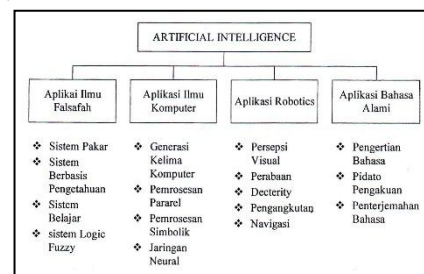 ARTIFICIAL INTELLIGENCE
Aplikai Ilmu
Falsafah
Aplikasi Ilmu
Komputer
Aplikasi Robotics
Aplikasi Bahasa
Alami
❖ Sistem Pakar
❖ Sistem
Berbasis
Pengetahuan
❖ Sistem
Belajar
❖ sistem Logic
Fuzzy
❖ Generasi
Kelima
Komputer
❖ Pemrosesan
Pararel
❖ Pemrosesan
Simbolik
❖ Jaringan
Neural
❖ Persepsi
Visual
❖ Perabaan
❖ Decterity
❖ Pengangkutan
❖ Navigasi
❖ Pengertian
Bahasa
❖ Pidato
Pengakuan
❖ Penterjemahan
Bahasa